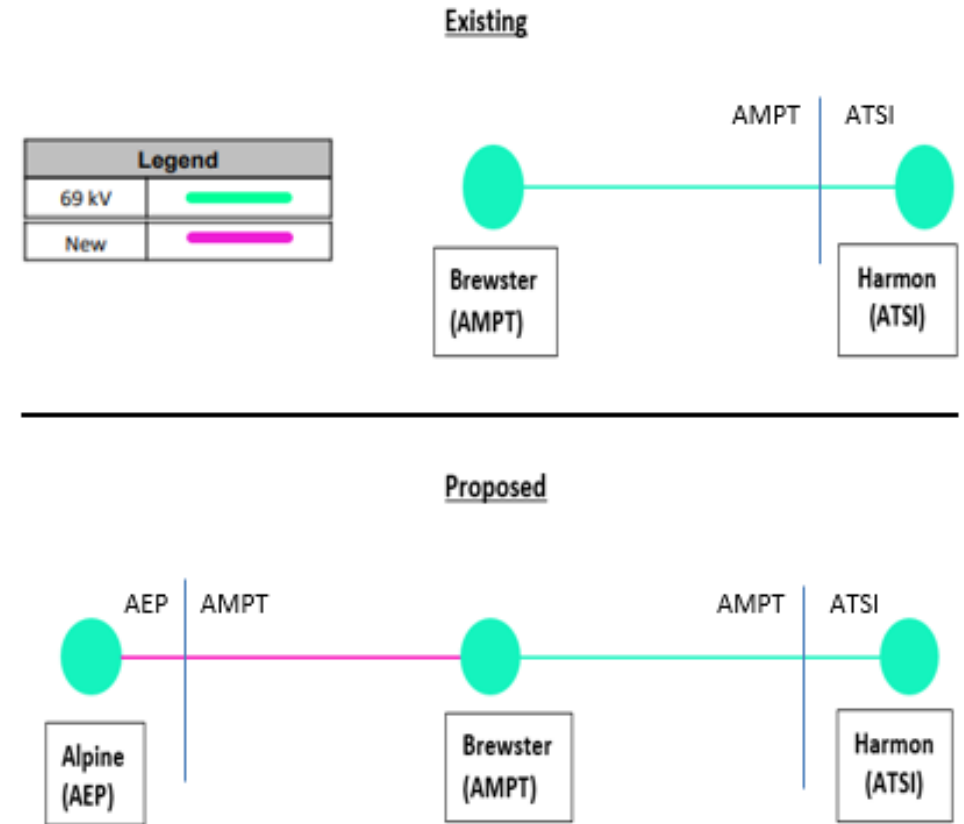 Existing
AMPT ATSI
Legend
69 kV
New
Brewster
(AMPT)
Harmon
(ATSI)
Proposed
AEP AMPT
AMPT ATSI
Alpine
(AEP)
Brewster
(AMPT)
Harmon
(ATSI)